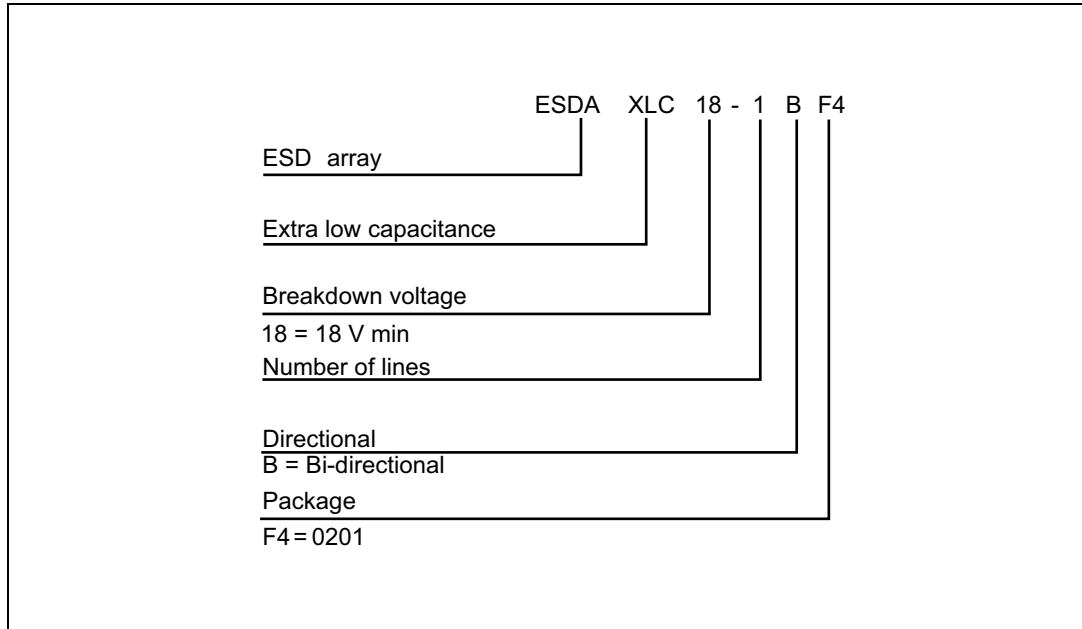 ESDA XLC 18 - 1 B F4
ESD array
Extra low capacitance
Breakdown voltage
18 = 18 V min
Number of lines
Directional
B = Bi-directional
Package
F4 = 0201